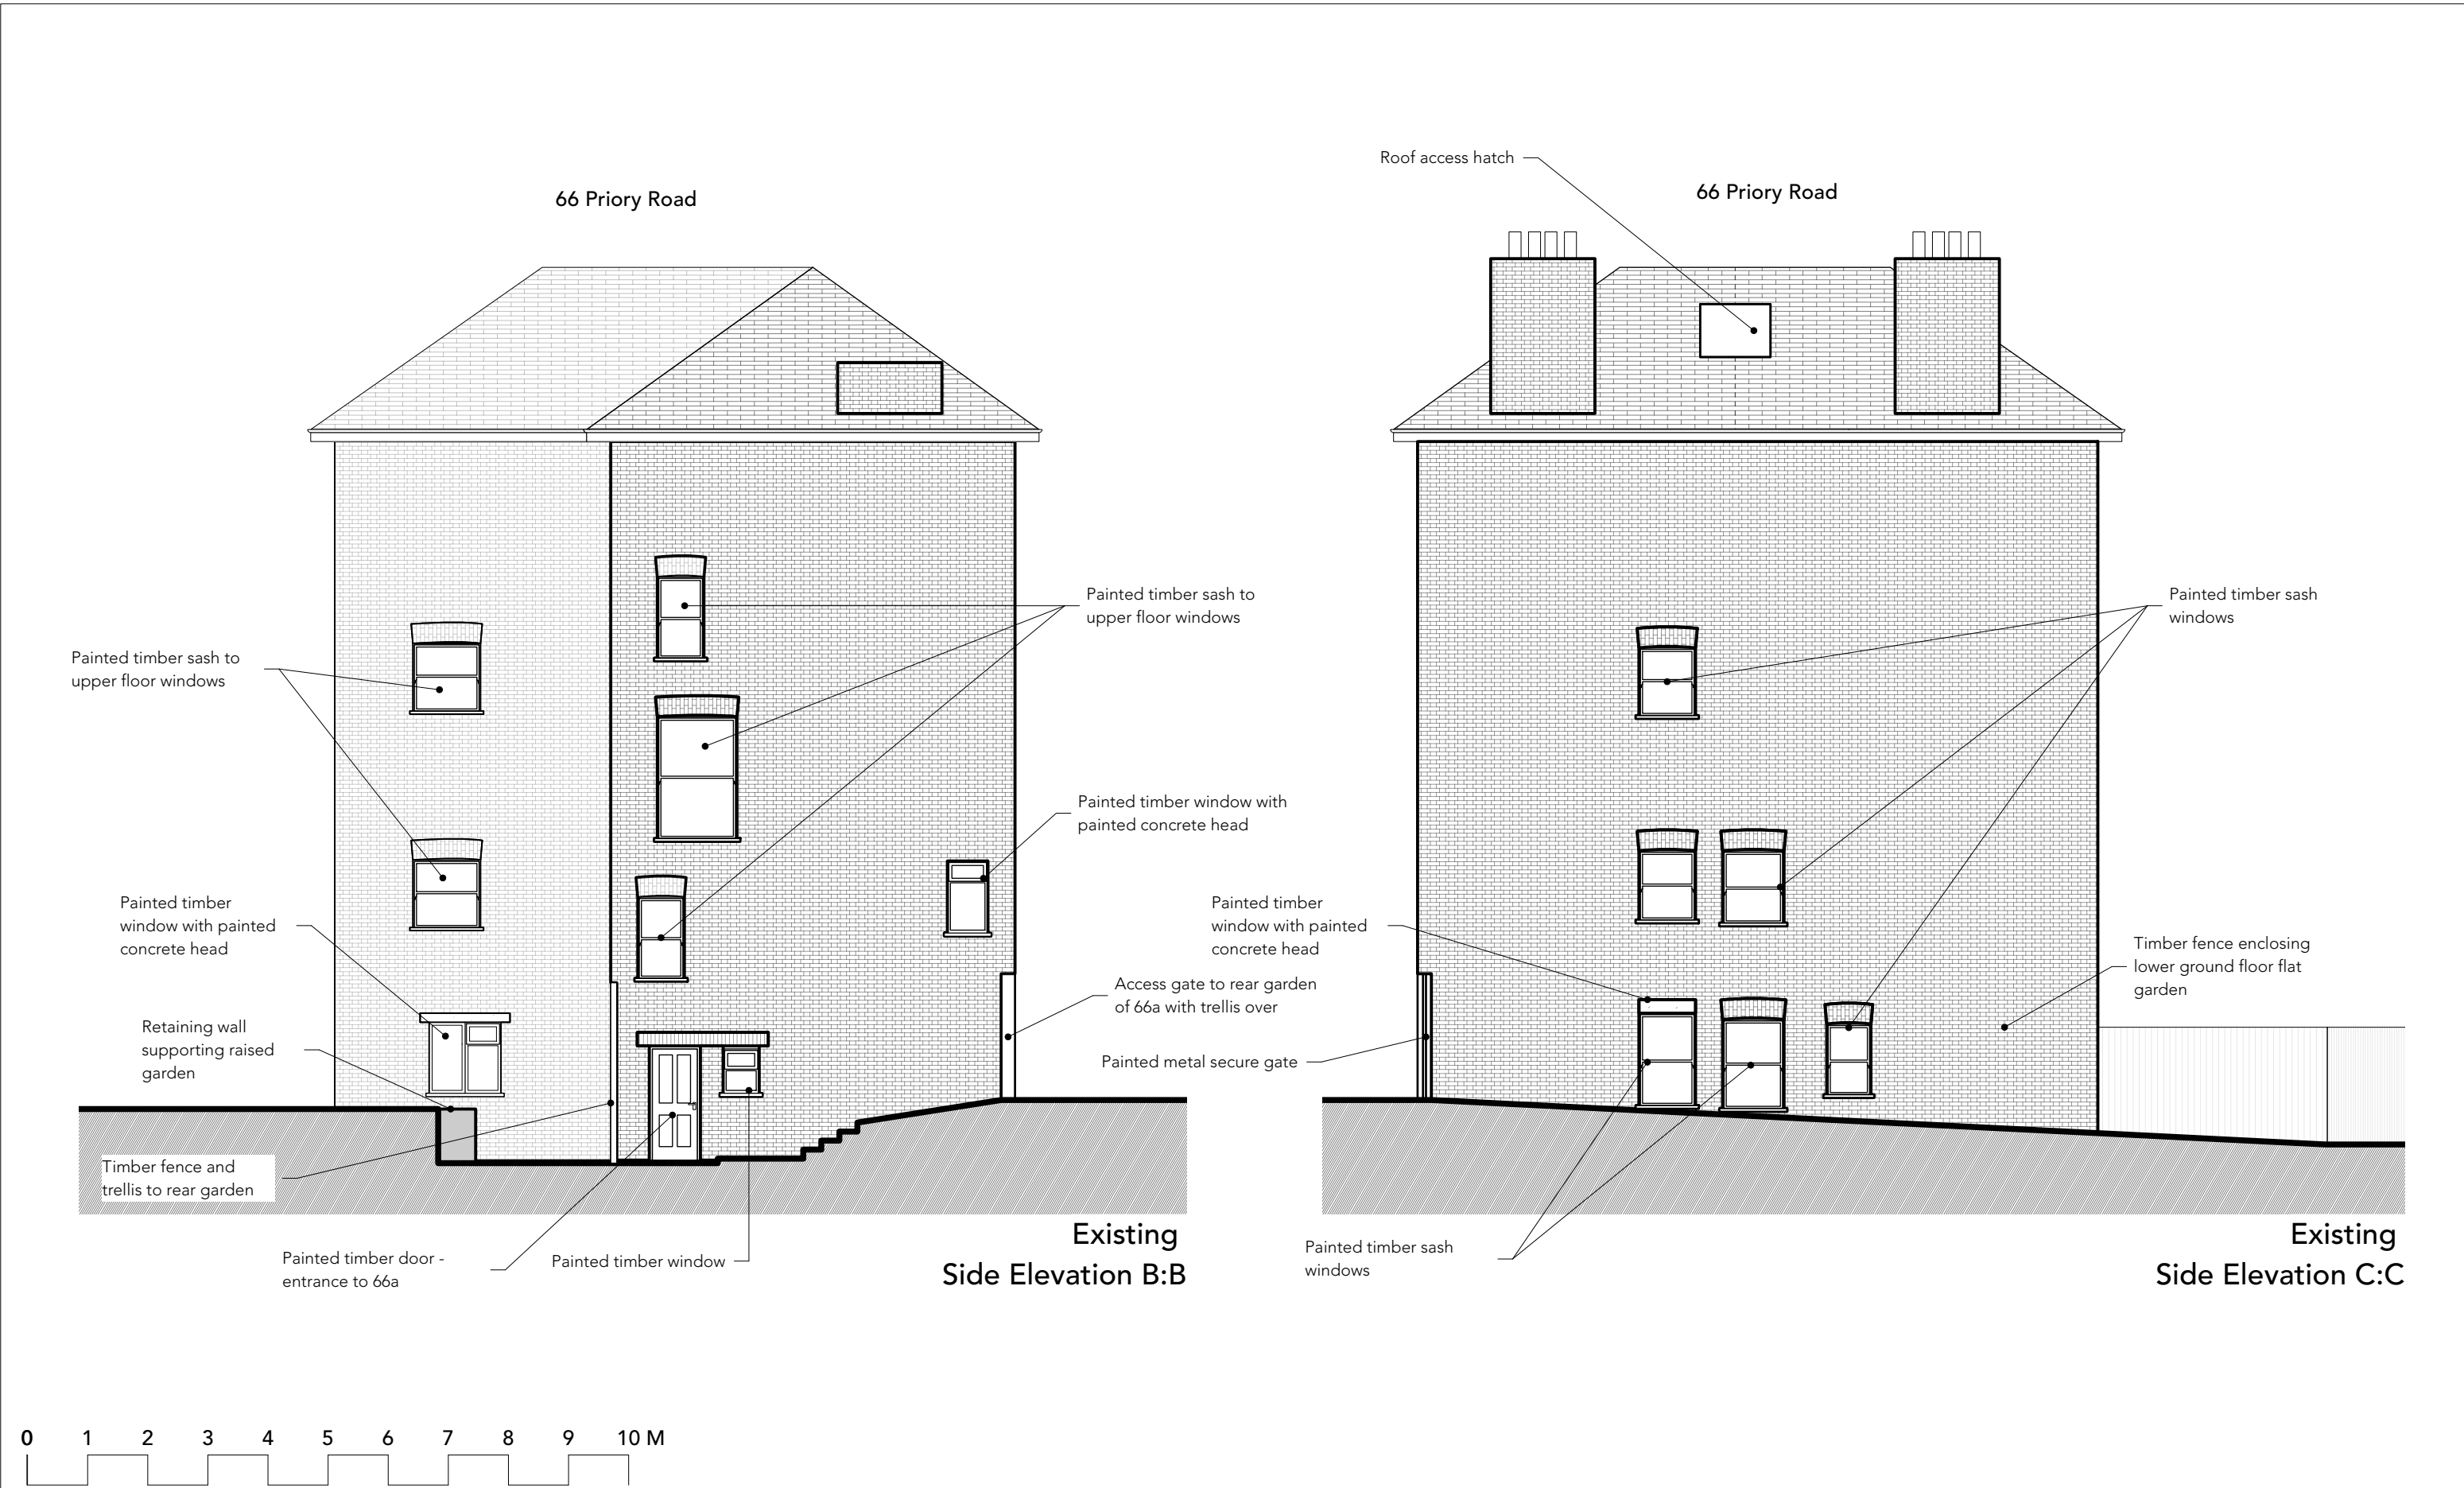 66 Priory Road
Painted timber sash to
upper floor windows
Painted timber
window with painted
concrete head
Retaining wall
supporting raised
garden
Timber fence and
trellis to rear garden
Painted timber door -
entrance to 66a
Painted timber window
Painted timber sash to
upper floor windows
Painted timber window with
painted concrete head
Access gate to rear garden
of 66a with trellis over
Existing
Side Elevation B:B
Roof access hatch
66 Priory Road
Painted timber sash
windows
Painted timber
window with painted
concrete head
Painted metal secure gate
Timber fence enclosing
lower ground floor flat
garden
Painted timber sash
windows
Existing
Side Elevation C:C
0 1 2 3 4 5 6 7 8 9 10 M